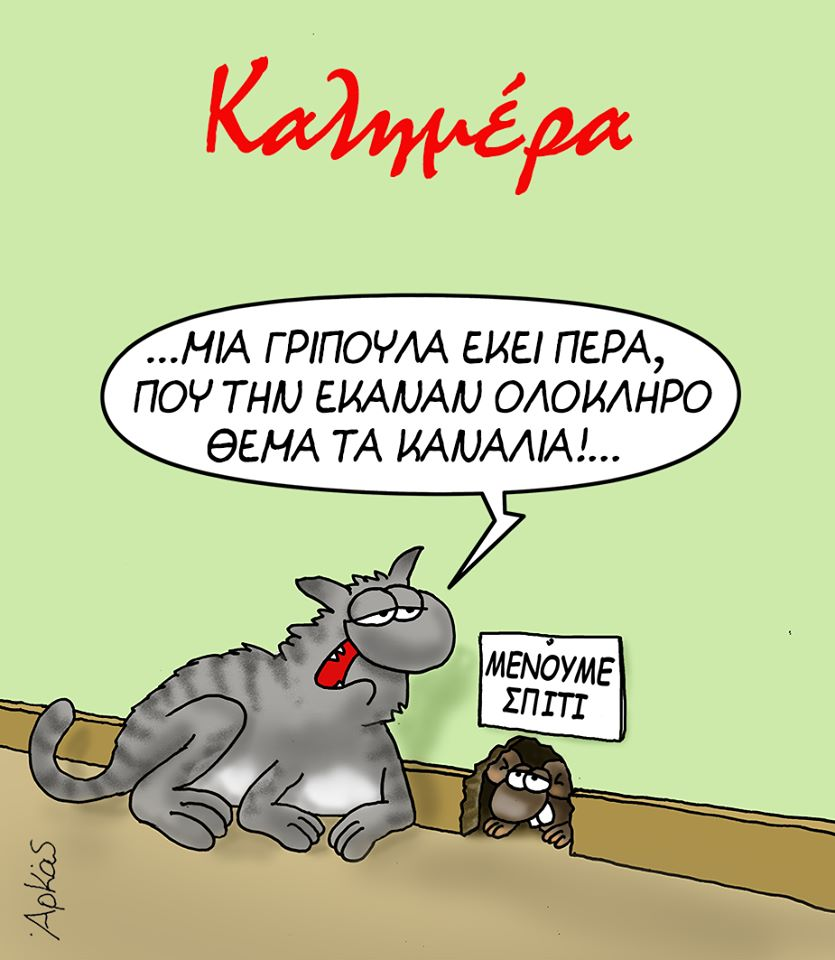 Καλημέρα
...ΜΙΑ ΓΡΙΠΟΥΛΑ ΕΚΕΙ ΠΕΡΑ,
ΠΟΥ ΤΗΝ ΕΚΑΝΑΝ ΟΛΟΚΛΗΡΟ
ΘΕΜΑ ΤΑ ΚΑΝΑΛΙΑ!...
ΜΕΝΟΥΜΕ
ΣΠΙΤΙ
Αρκάς